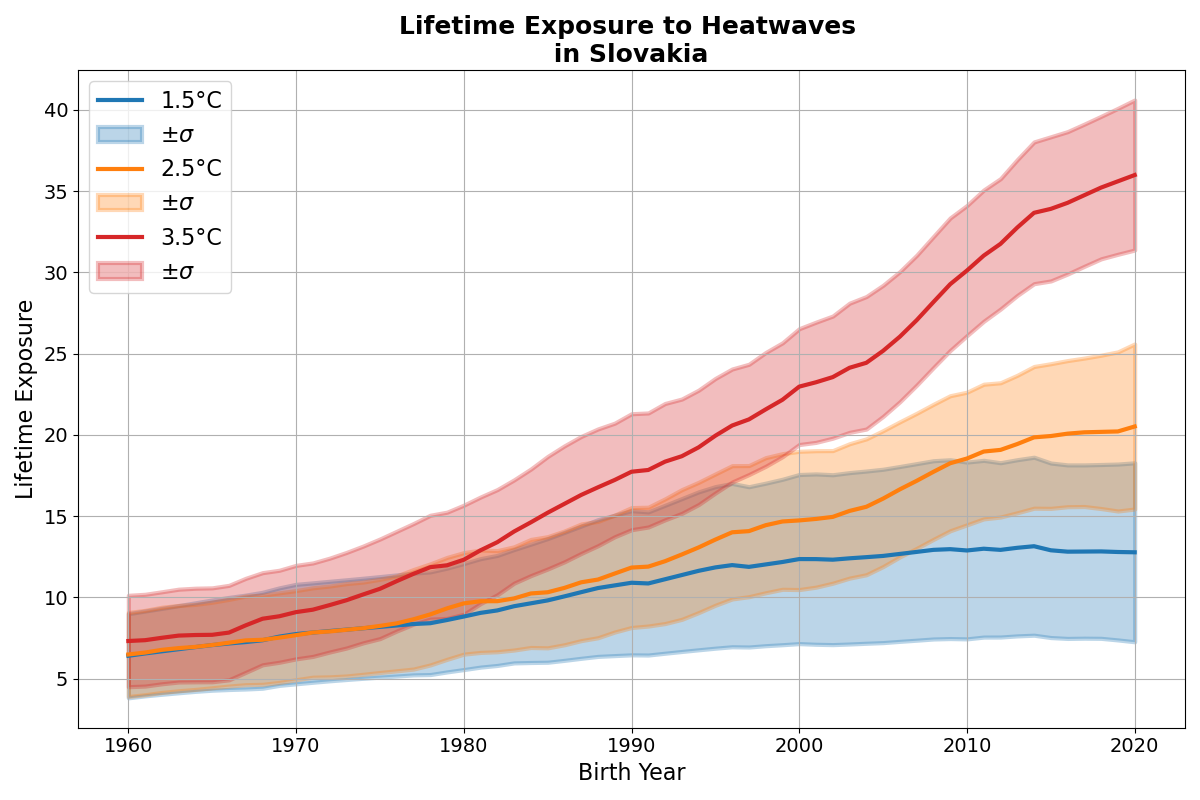 Lifetime Exposure to Heatwaves
in Slovakia
1.5°C
±σ
2.5°C
±σ
3.5°C
±σ
Lifetime Exposure
40
35
30
25
20
15
10
5
1960
1970
1980
1990
2000
2010
2020
Birth Year